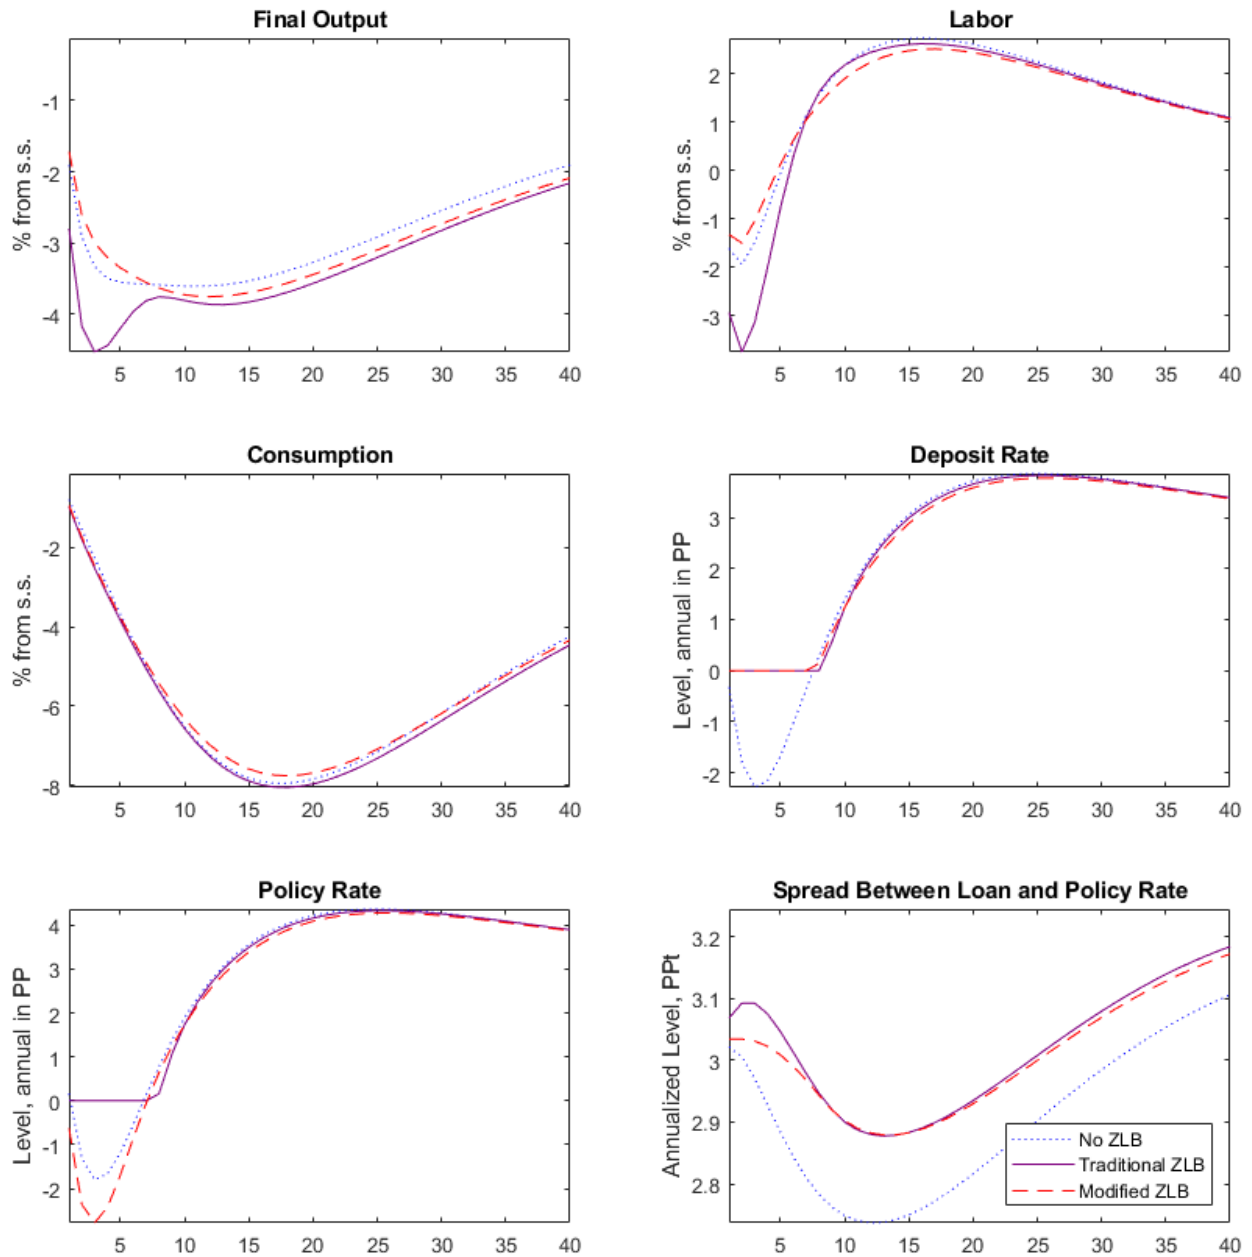 Final Output
% from s.s.
-1
-2
-3
-4
5 10 15 20 25 30 35 40
Labor
% from s.s.
2
1
0
-1
-2
-3
5 10 15 20 25 30 35 40
Consumption
% from s.s.
-2
-4
-6
-8
5 10 15 20 25 30 35 40
Deposit Rate
Level, annual in PP
3
2
1
0
-1
-2
5 10 15 20 25 30 35 40
Policy Rate
Level, annual in PP
4
3
2
1
0
-1
-2
5 10 15 20 25 30 35 40
Spread Between Loan and Policy Rate
Annualized Level, PPt
3.2
3.1
3
2.9
2.8
No ZLB
Traditional ZLB
Modified ZLB
5 10 15 20 25 30 35 40